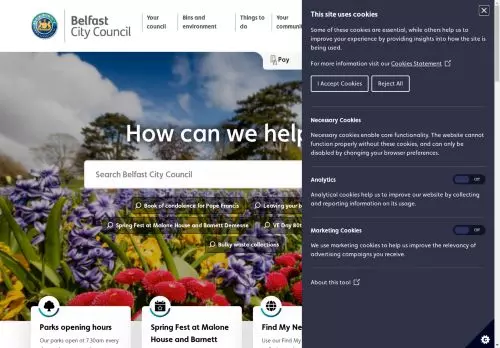 Belfast
City Council
Your
council
Bins and
environment
Things to
do
Your
communit
Pay
How can we help
Search Belfast City Council
Book of condolence for Pope Francis
Leaving your b
Spring Fest at Malone House and Barnett Demesne
VE Day 80t
Bulky waste collections
Parks opening hours
Our parks open at 7.30am every
Spring Fest at Malone
House and Barnett
Find My Ne
Use our Find My
This site uses cookies
Some of these cookies are essential, while others help us to
improve your experience by providing insights into how the site is
being used.
For more information visit our Cookies Statement
I Accept Cookies
Reject All
Necessary Cookies
Necessary cookies enable core functionality. The website cannot
function properly without these cookies, and can only be
disabled by changing your browser preferences.
Analytics
Off
Analytical cookies help us to improve our website by collecting
and reporting information on its usage.
Marketing Cookies
Off
We use marketing cookies to help us improve the relevancy of
advertising campaigns you receive.
About this tool